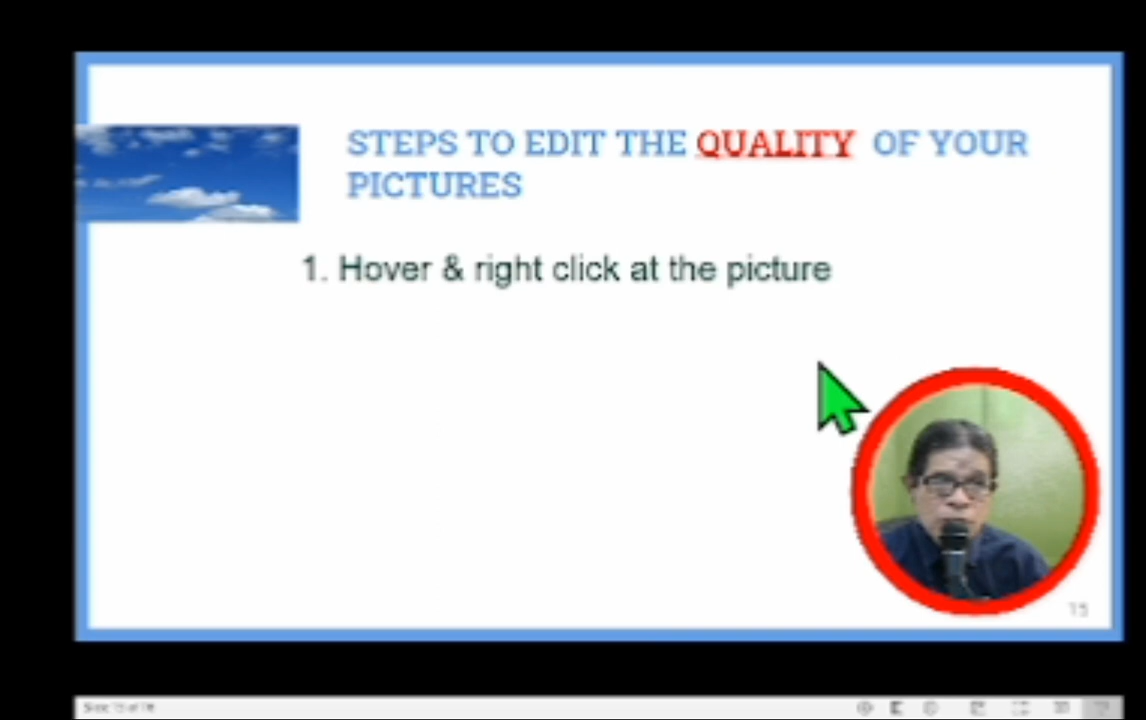 STEPS TO EDIT THE QUALITY OF YOUR
PICTURES
1. Hover & right click at the picture
15